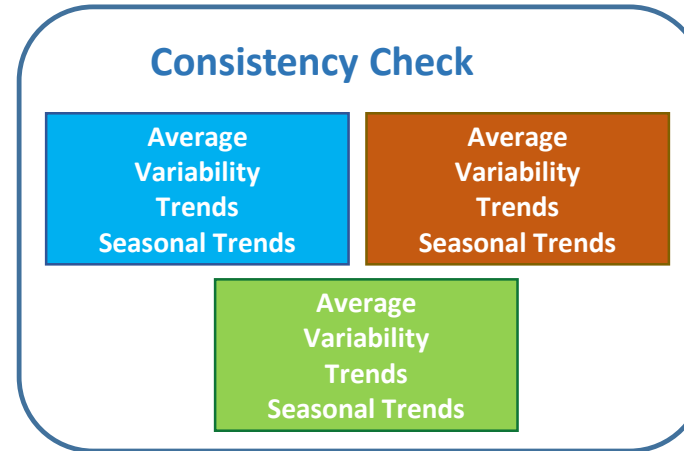 Consistency Check
Average
Variability
Trends
Seasonal Trends
Average
Variability
Trends
Seasonal Trends
Average
Variability
Trends
Seasonal Trends